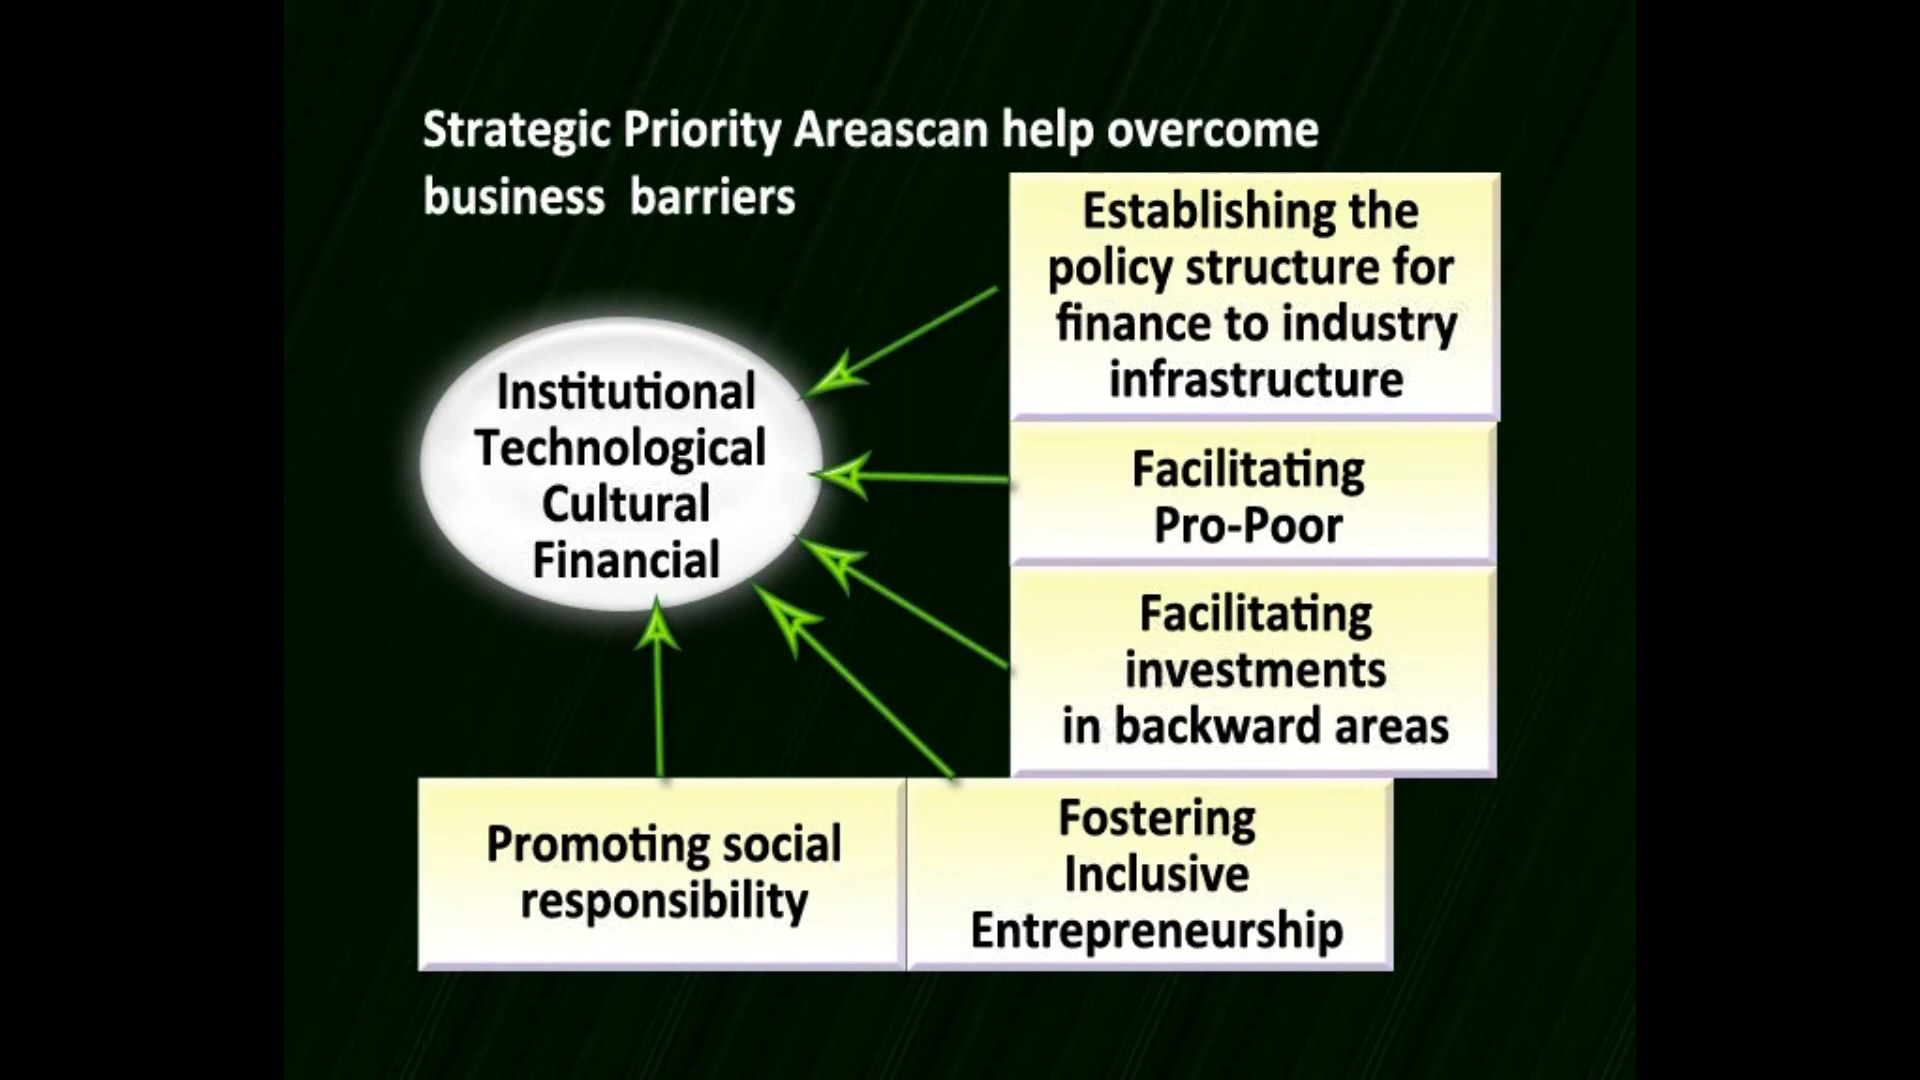 Strategic Priority Areascan help overcome
business barriers
Establishing the
policy structure for
finance to industry
infrastructure
Institutional
Technological
Cultural
Financial
Facilitating
Pro-Poor
Facilitating
investments
in backward areas
Promoting social
responsibility
Fostering
Inclusive
Entrepreneurship